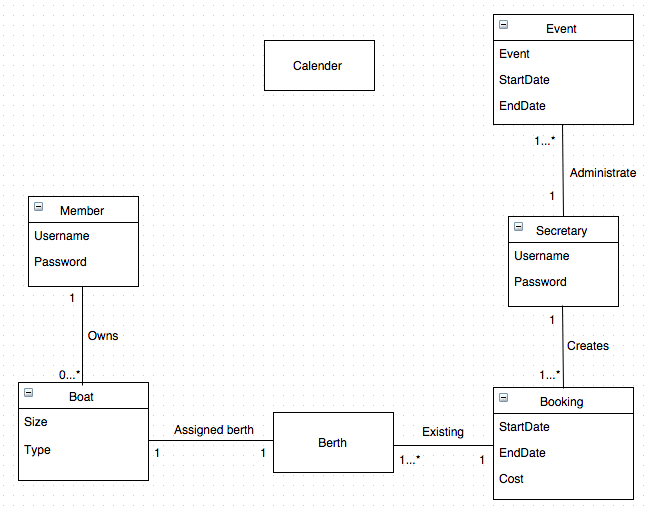 Event
Event
StartDate
EndDate
Calender
1...*
Administrate
1
Member
Username
Password
Secretary
Username
Password
1
Owns
0...*
1
Creates
1...*
Boat
Size
Type
Assigned berth
1
1
Berth
Existing
1...*
1
Booking
StartDate
EndDate
Cost